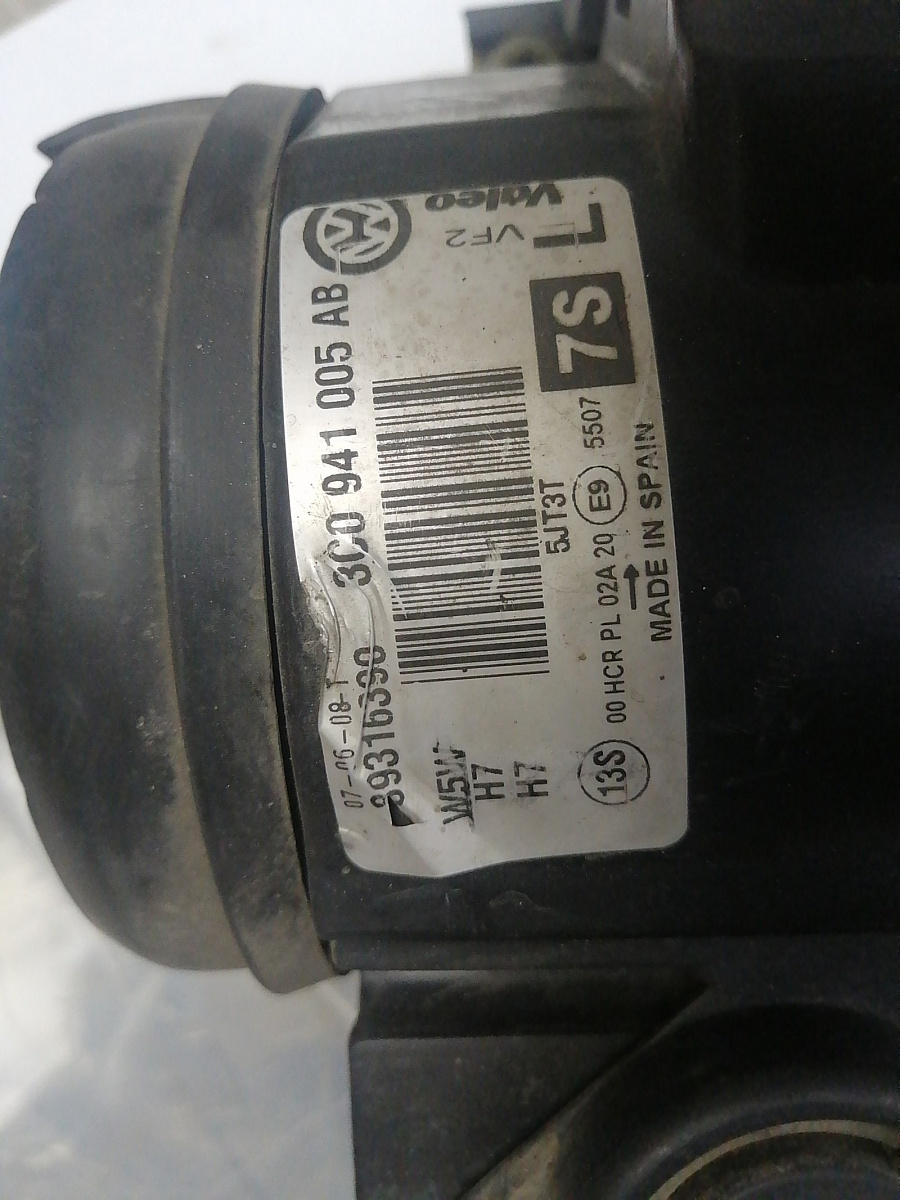 Valeo
VF2
L
3C0 941 005 AB
7S
07-06-08-T
5JT3T
W5W
H7
H7
13S
00 HCR PL 02A 20 E9 5507
MADE IN SPAIN